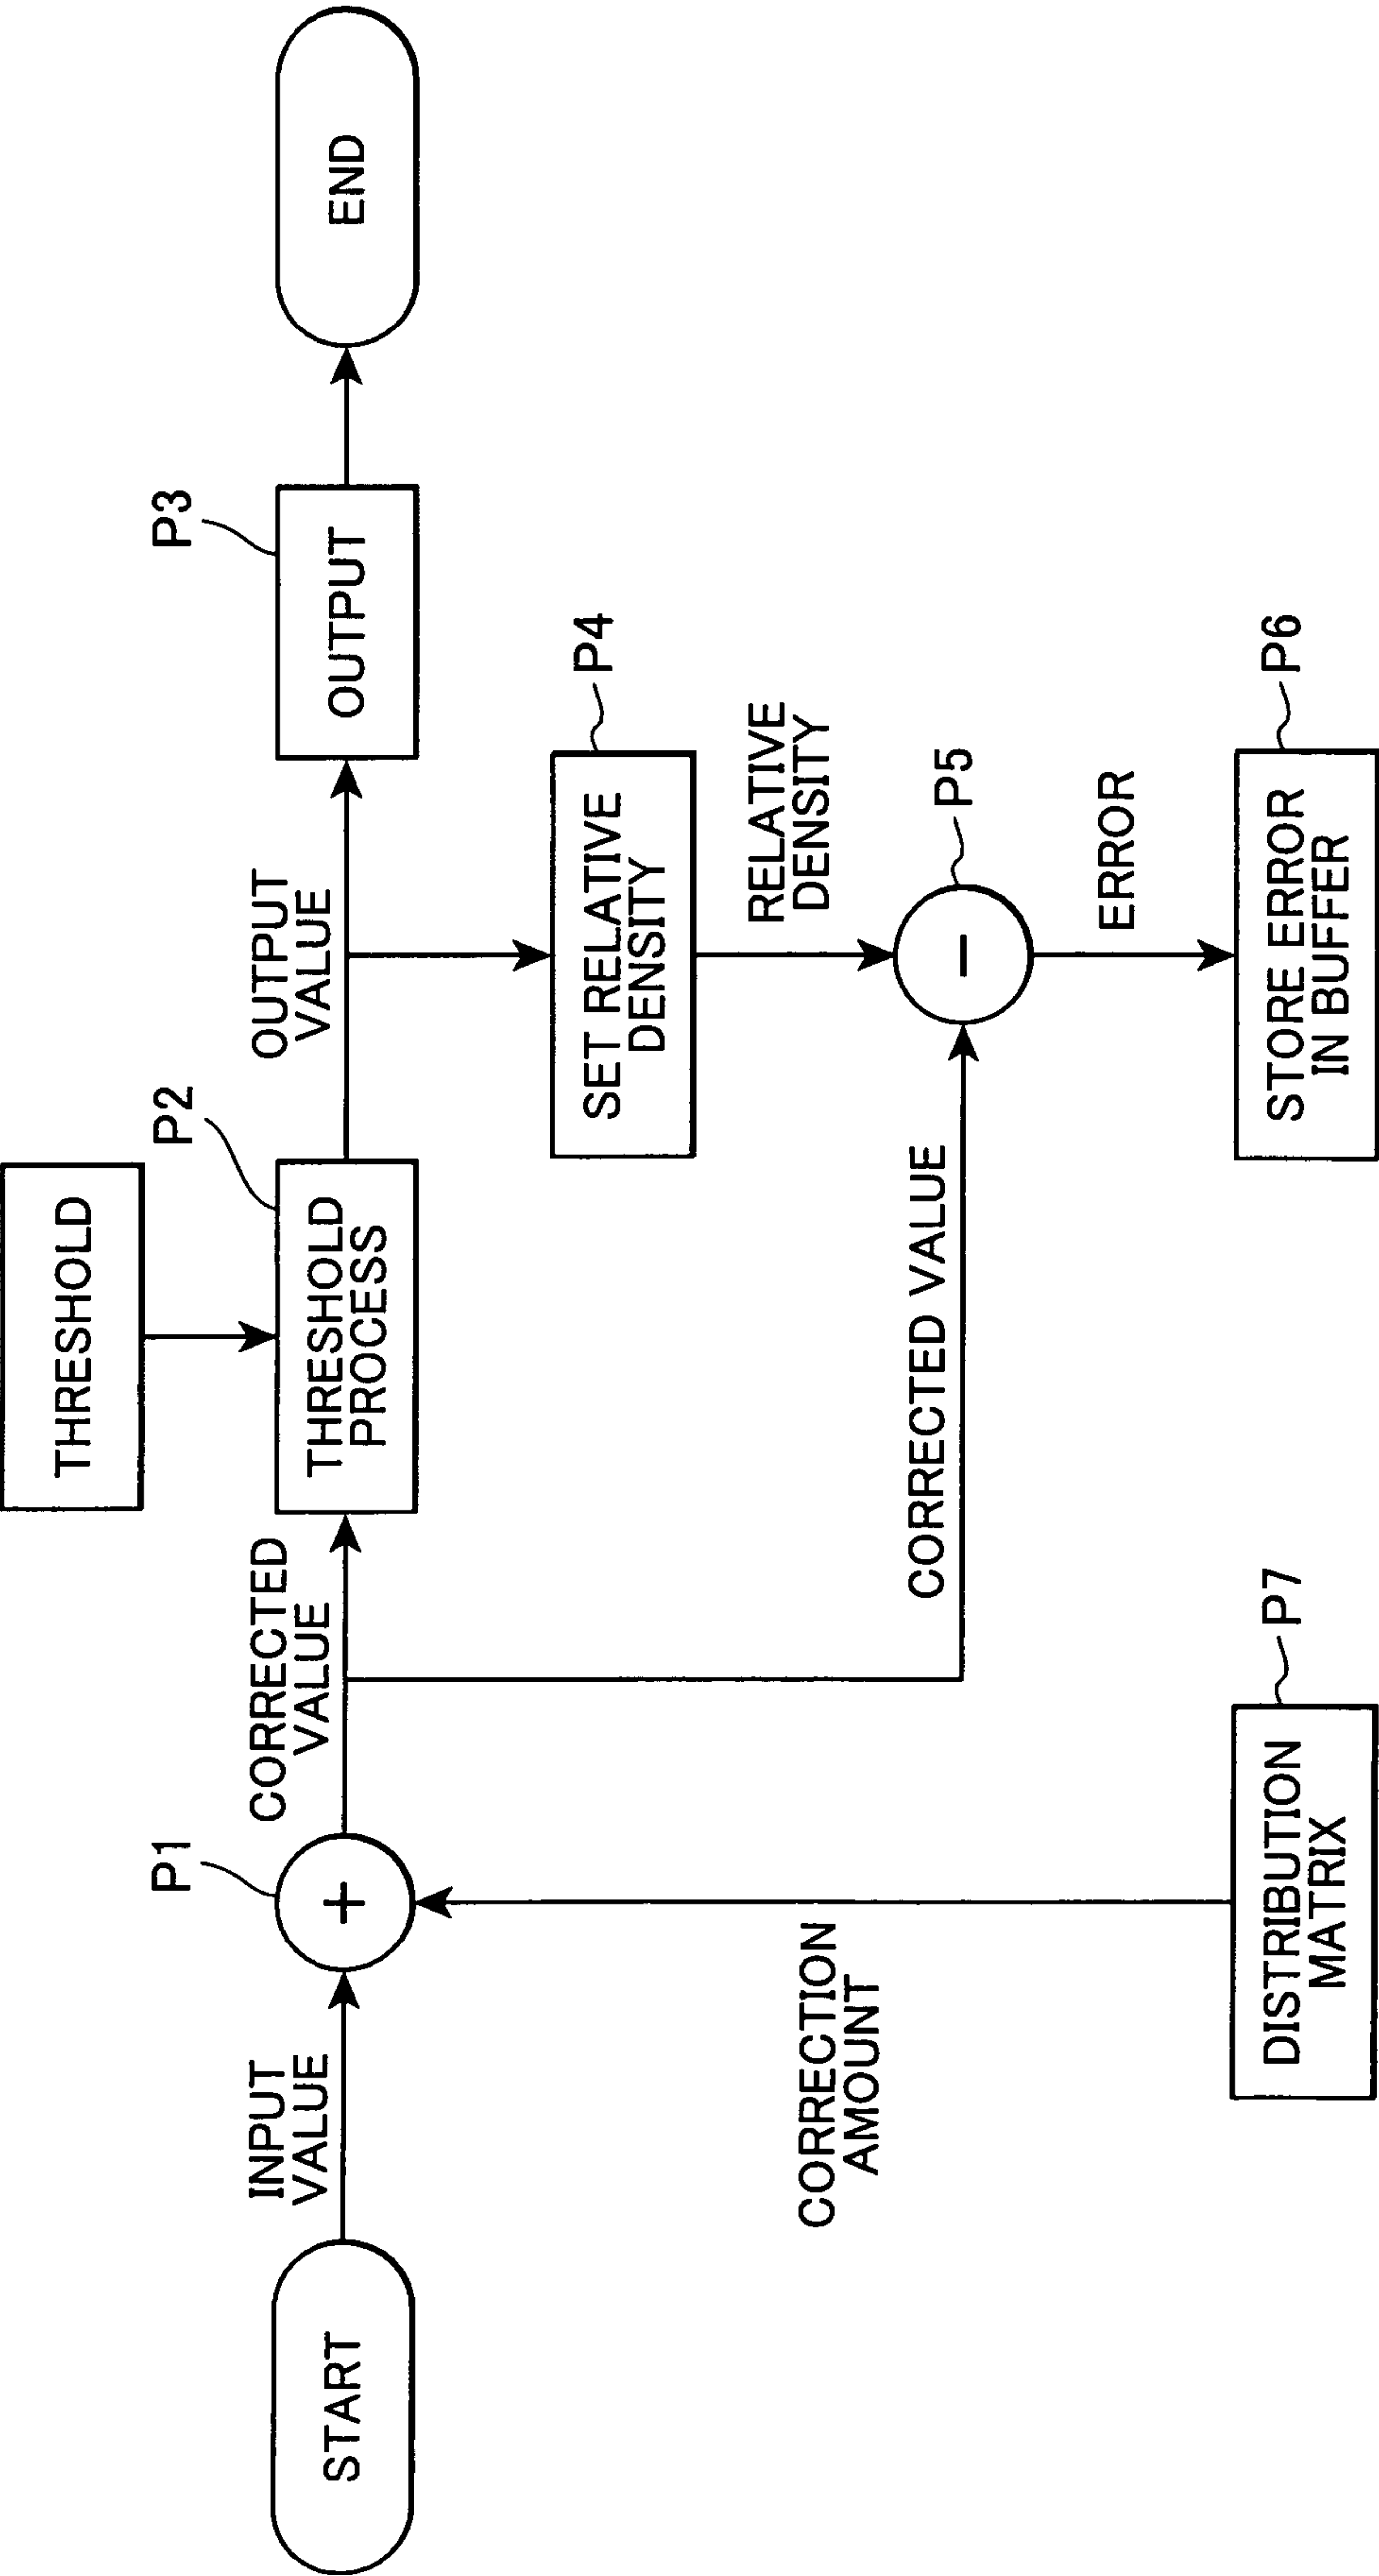 START
INPUT
VALUE
P1
+
CORRECTED
VALUE
THRESHOLD
P2
THRESHOLD
PROCESS
OUTPUT
VALUE
P3
OUTPUT
END
P4
SET RELATIVE
DENSITY
RELATIVE
DENSITY
CORRECTED VALUE
P5
−
ERROR
P6
STORE ERROR
IN BUFFER
CORRECTION
AMOUNT
P7
DISTRIBUTION
MATRIX